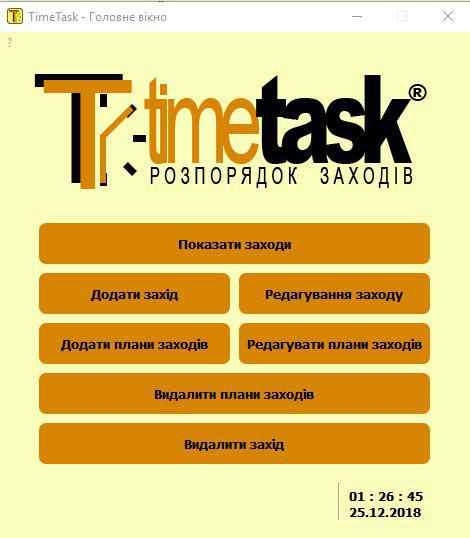 TimeTask - Головне вікно
?
timetask®
РОЗПОРЯДОК ЗАХОДІВ
Показати заходи
Додати захід
Редагування заходу
Додати плани заходів
Редагувати плани заходів
Видалити плани заходів
Видалити захід
01 : 26 : 45
25.12.2018